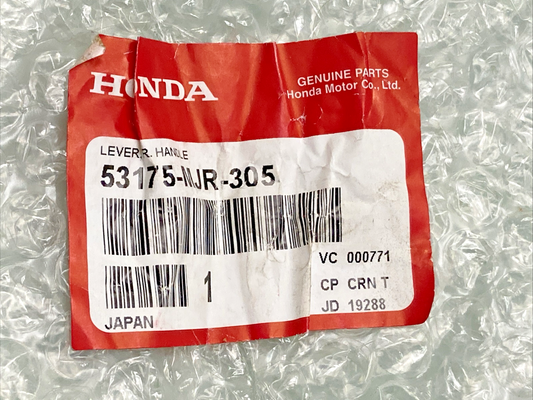 HONDA
GENUINE PARTS
Honda Motor Co., Ltd.
LEVER,R. HANDLE
53175-MJR-305
VC 000771
1
CP CRN T
JD 19288
JAPAN